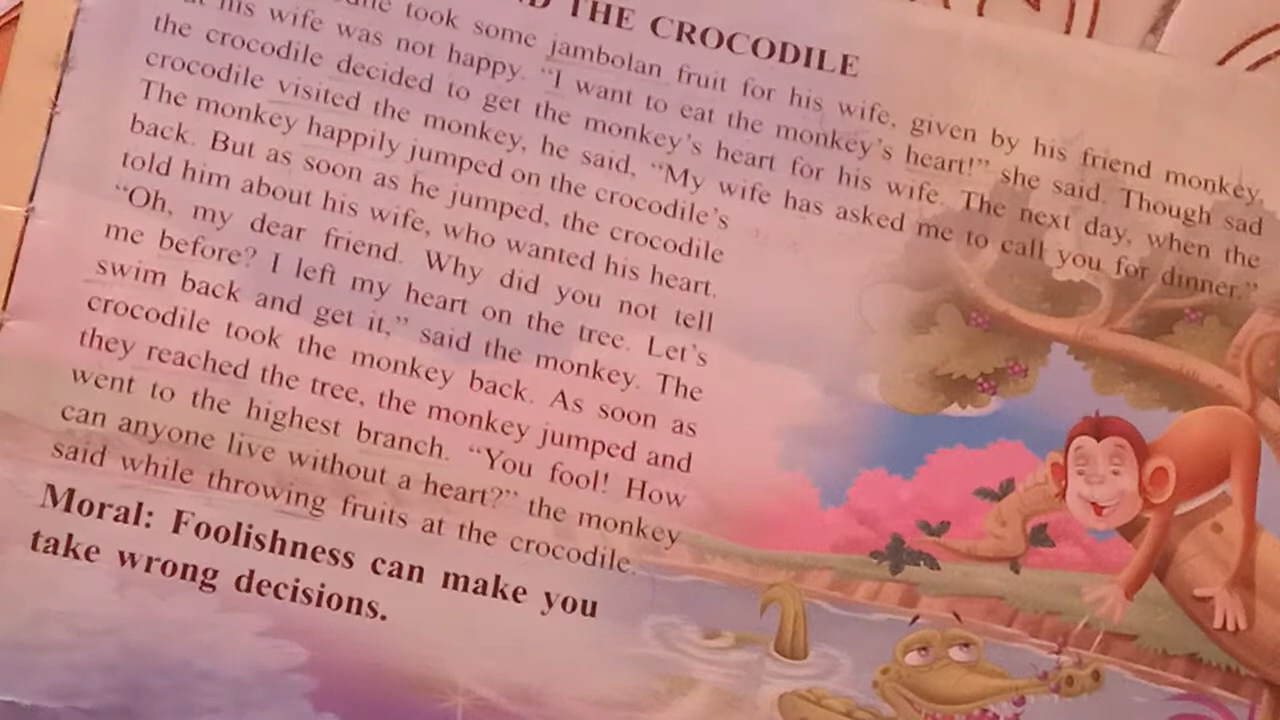 THE CROCODILE
took some jambolan fruit for his wife, given by his friend monkey,
his wife was not happy. “I want to eat the monkey’s heart!” she said. Though sad
the crocodile decided to get the monkey’s heart for his wife. The next day, when the
crocodile visited the monkey, he said, “My wife has asked me to call you for dinner.”
The monkey happily jumped on the crocodile’s
back. But as soon as he jumped, the crocodile
told him about his wife, who wanted his heart.
“Oh, my dear friend. Why did you not tell
me before? I left my heart on the tree. Let’s
swim back and get it,” said the monkey. The
crocodile took the monkey back. As soon as
they reached the tree, the monkey jumped and
went to the highest branch. “You fool! How
can anyone live without a heart?” the monkey
said while throwing fruits at the crocodile.
Moral: Foolishness can make you
take wrong decisions.